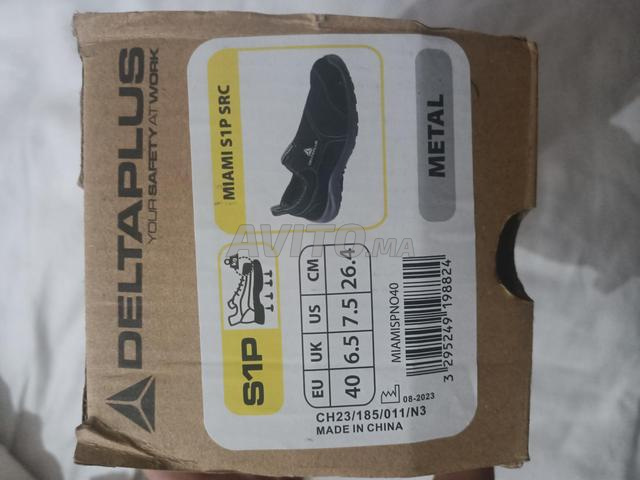 DELTAPLUS
YOUR SAFETY AT WORK
MIAMI S1P SRC
METAL
S1P
EU UK US CM
40 6.5 7.5 26.4
MIAMISPNO40
3 295249 198824
08-2023
CH23/185/011/N3
MADE IN CHINA
AVITO.MA